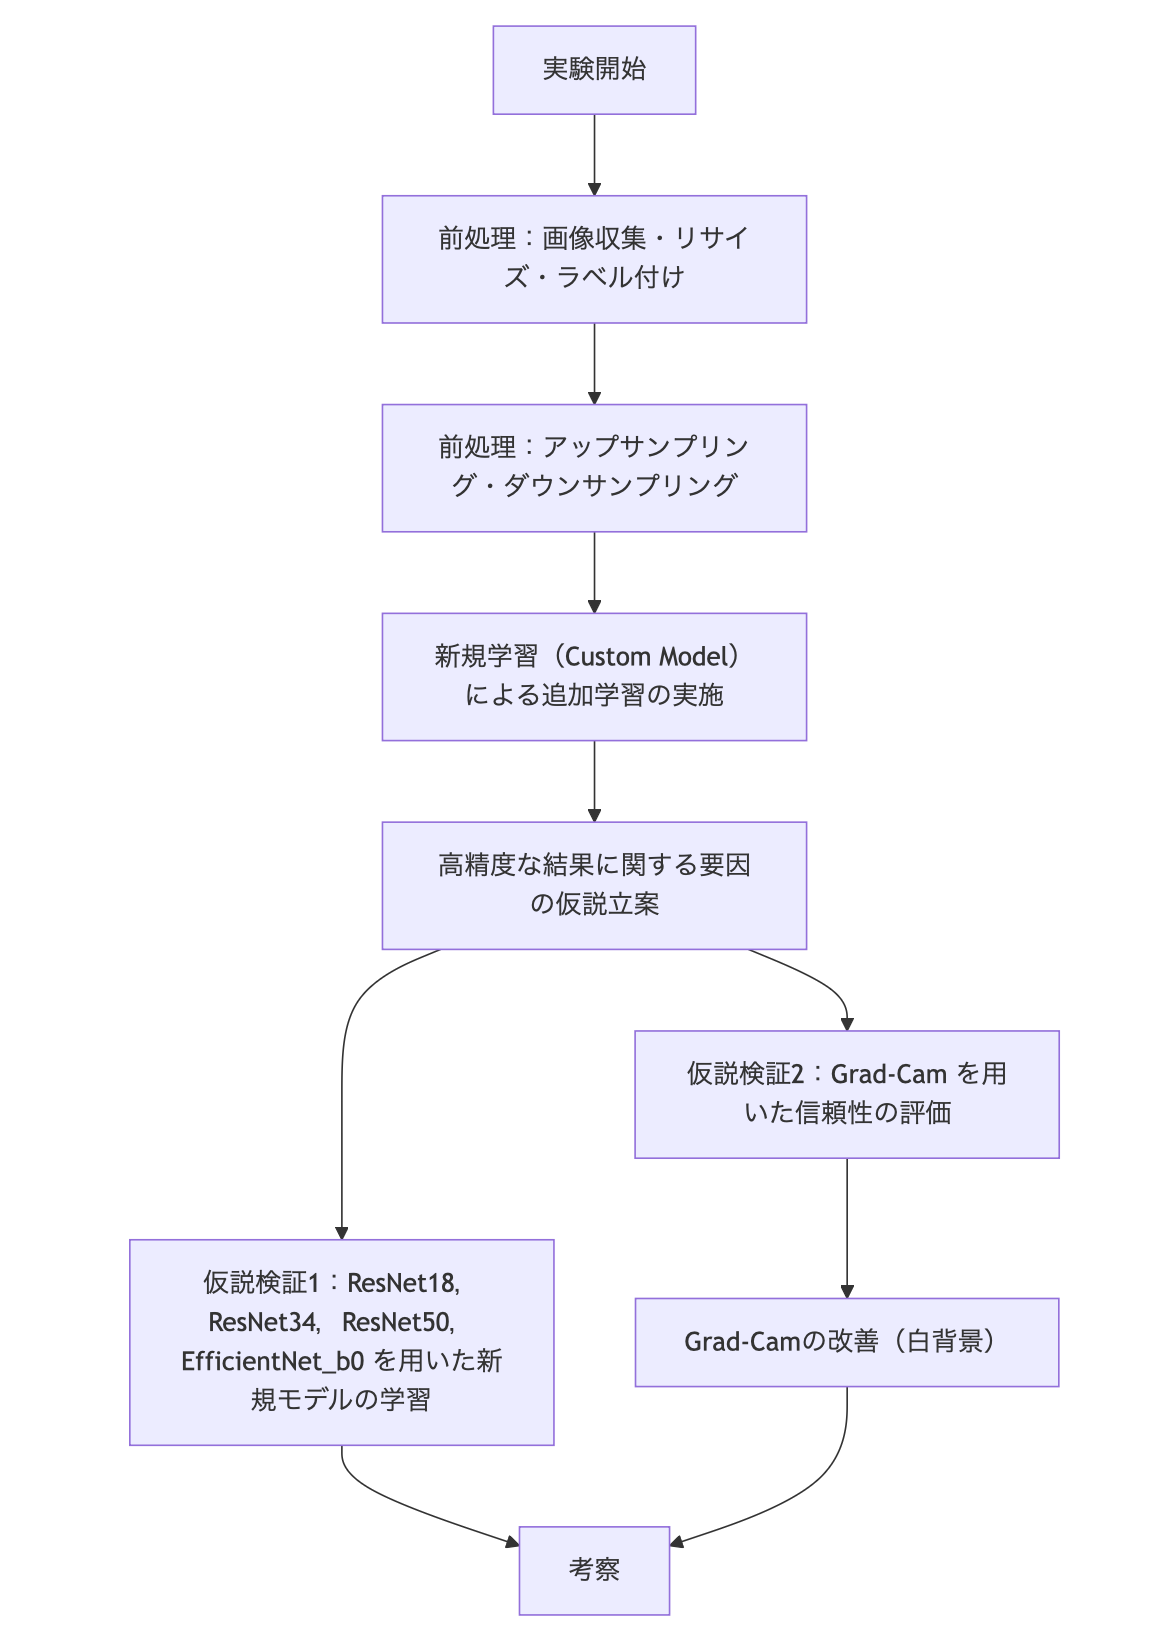 実験開始
前処理：画像収集・リサイ
ズ・ラベル付け
前処理：アップサンプリン
グ・ダウンサンプリング
新規学習（Custom Model）
による追加学習の実施
高精度な結果に関する要因
の仮説立案
仮説検証2：Grad-Cam を用
いた信頼性の評価
仮説検証1：ResNet18,
ResNet34, ResNet50,
EfficientNet_b0 を用いた新
規モデルの学習
Grad-Camの改善（白背景）
考察